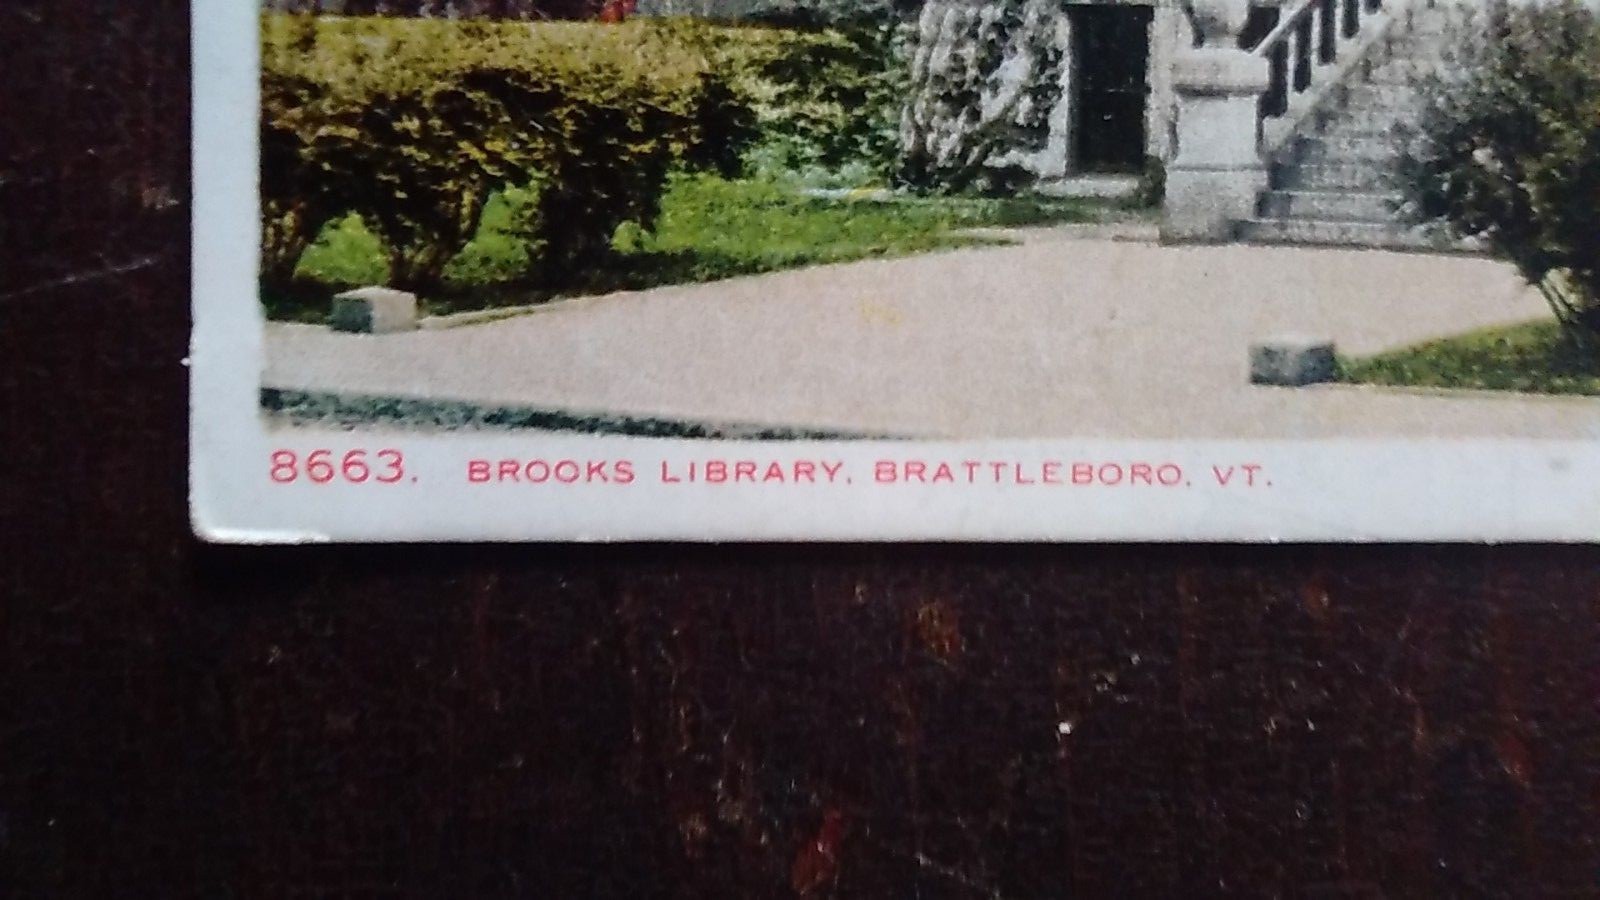 8663. BROOKS LIBRARY, BRATTLEBORO, VT.